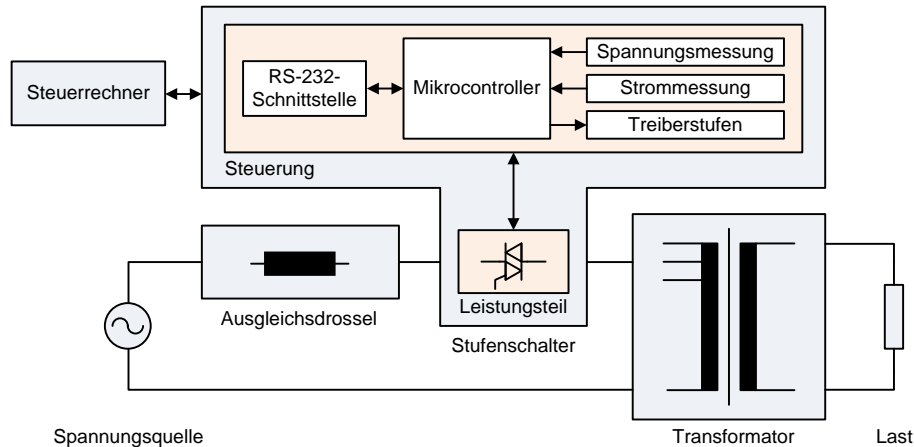 Steuerrechner
RS-232-
Schnittstelle
Mikrocontroller
Spannungsmessung
Strommessung
Treiberstufen
Steuerung
Leistungsteil
Ausgleichsdrossel
Stufenschalter
Spannungsquelle
Transformator
Last